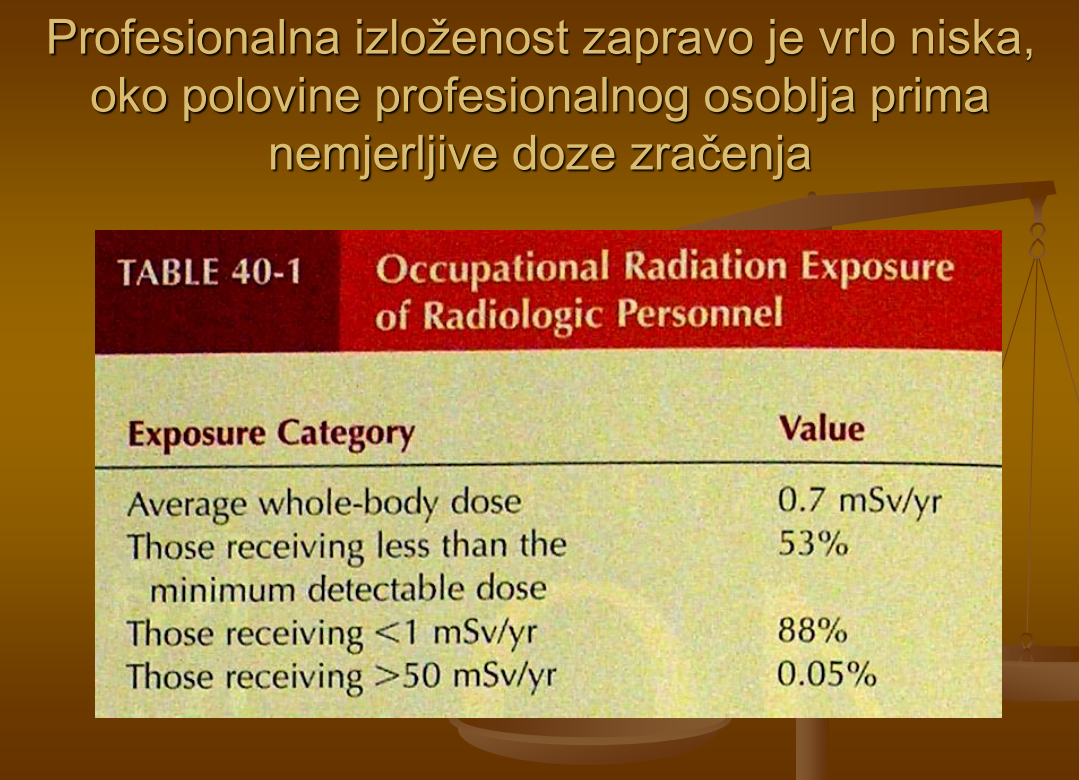 Profesionalna izloženost zapravo je vrlo niska,
oko polovine profesionalnog osoblja prima
nemjerljive doze zračenja
TABLE 40-1
Occupational Radiation Exposure
of Radiologic Personnel
Exposure Category Value
Average whole-body dose 0.7 mSv/yr
Those receiving less than the 53%
minimum detectable dose
Those receiving <1 mSv/yr 88%
Those receiving >50 mSv/yr 0.05%